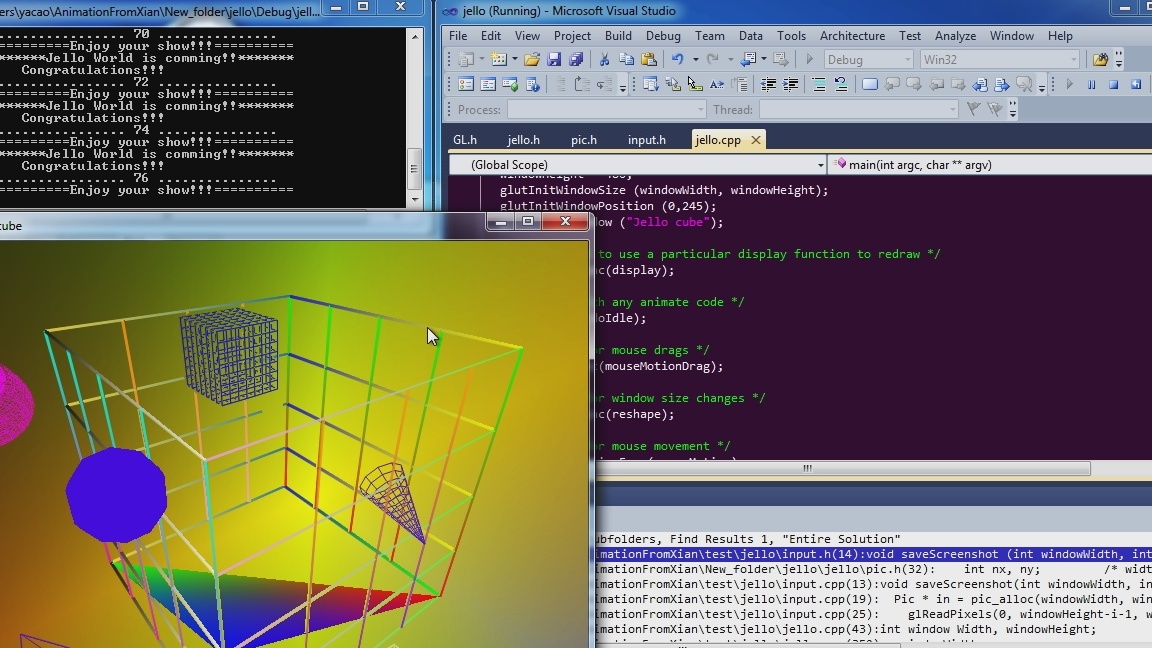 ers/yacao\AnimationFromXian\New_folder\jello\Debug\jell...
................ 70 ................
=========Enjoy your show!!!==========
******Jello World is comming!!*******
Congratulations!!!
................ 72 ................
=========Enjoy your show!!!==========
******Jello World is comming!!*******
Congratulations!!!
................ 74 ................
=========Enjoy your show!!!==========
******Jello World is comming!!*******
Congratulations!!!
................ 76 ................
=========Enjoy your show!!!==========
cube
jello (Running) - Microsoft Visual Studio
File Edit View Project Build Debug Team Data Tools Architecture Test Analyze Window Help
Debug Win32
Process: Thread:
GL.h jello.h pic.h input.h jello.cpp
(Global Scope) main(int argc, char ** argv)
glutInitWindowSize (windowWidth, windowHeight);
glutInitWindowPosition (0,245);
ow ("Jello cube");
to use a particular display function to redraw */
c(display);
h any animate code */
oIdle);
or mouse drags */
(mouseMotionDrag);
or window size changes */
c(reshape);
or mouse movement */
ubfolders, Find Results 1, "Entire Solution"
imationFromXian\test\jello\input.h(14):void saveScreenshot (int windowWidth, int
imationFromXian\New_folder\jello\jello\pic.h(32): int nx, ny; /* widt
imationFromXian\test\jello\input.cpp(13):void saveScreenshot(int windowWidth, in
imationFromXian\test\jello\input.cpp(19): Pic * in = pic_alloc(windowWidth, win
imationFromXian\test\jello\input.cpp(25): glReadPixels(0, windowHeight-i-1, w
imationFromXian\test\jello\jello.cpp(43):int window Width, windowHeight;